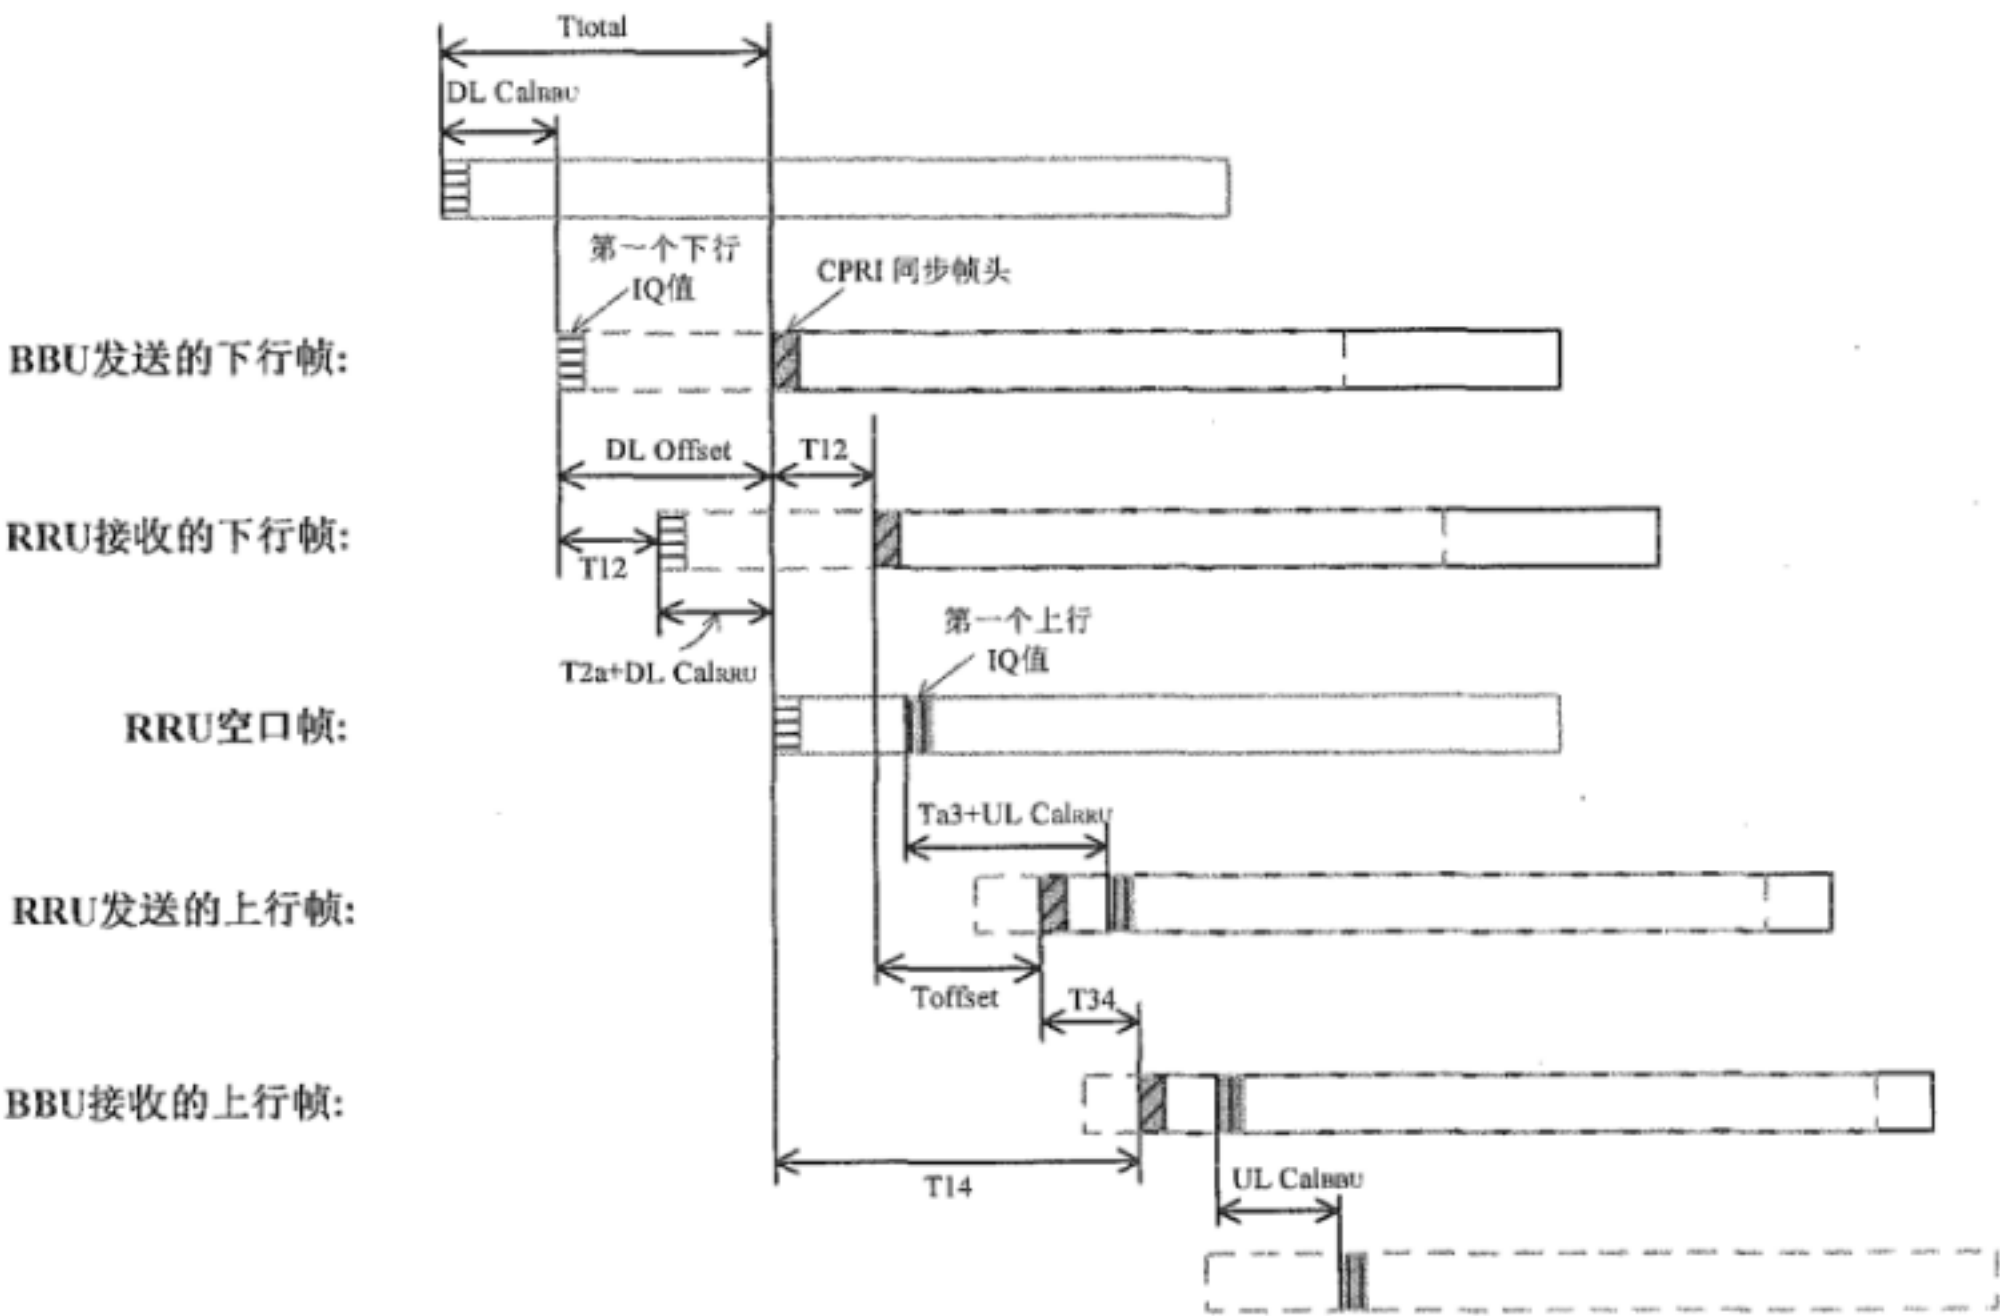 Ttotal
DL CalBBU
第一个下行
IQ值
CPRI 同步帧头
BBU发送的下行帧:
DL Offset
T12
RRU接收的下行帧:
T12
第一个上行
IQ值
T2a+DL CalRRU
RRU空口帧:
Ta3+UL CalRRU
RRU发送的上行帧:
Toffset
T34
BBU接收的上行帧:
T14
UL CalBBU